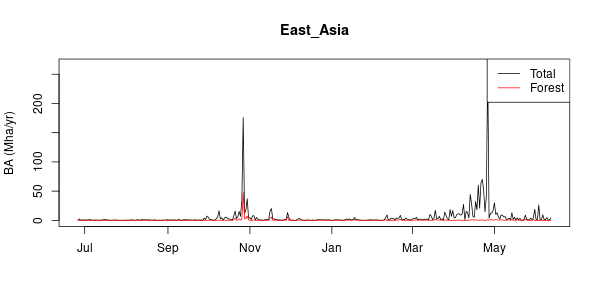 East_Asia
BA (Mha/yr)
200
100
50
0
Total
Forest
Jul Sep Nov Jan Mar May